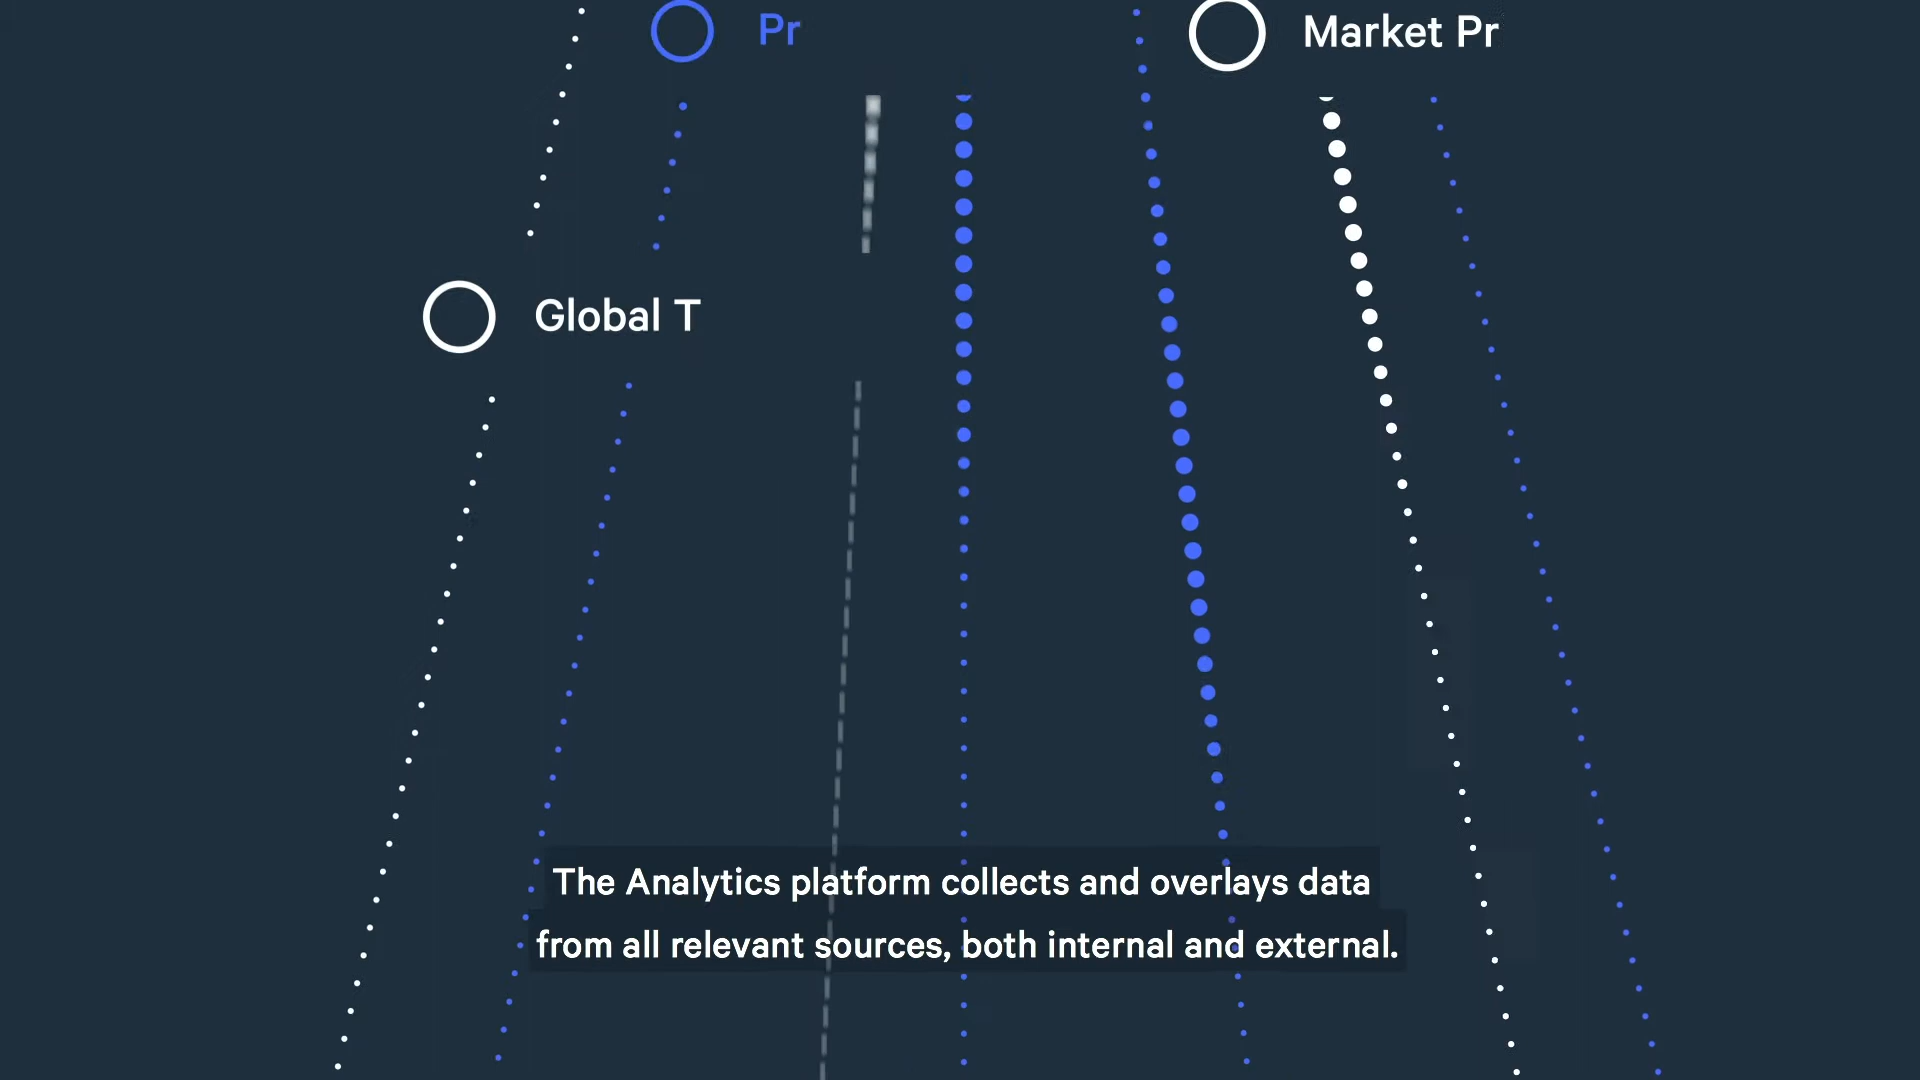 Pr
Market Pr
Global T
The Analytics platform collects and overlays data
from all relevant sources, both internal and external.